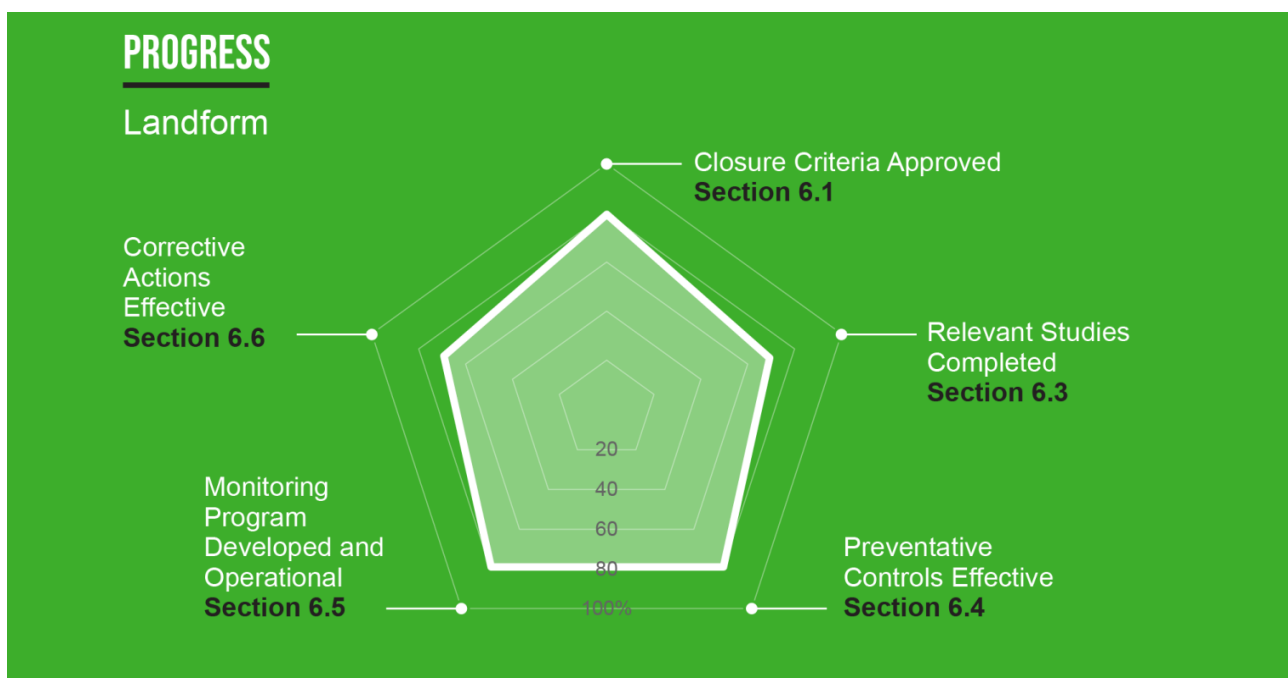 PROGRESS
Landform
Closure Criteria Approved
Section 6.1
Corrective
Actions
Effective
Section 6.6
Relevant Studies
Completed
Section 6.3
20
40
60
80
100%
Monitoring
Program
Developed and
Operational
Section 6.5
Preventative
Controls Effective
Section 6.4